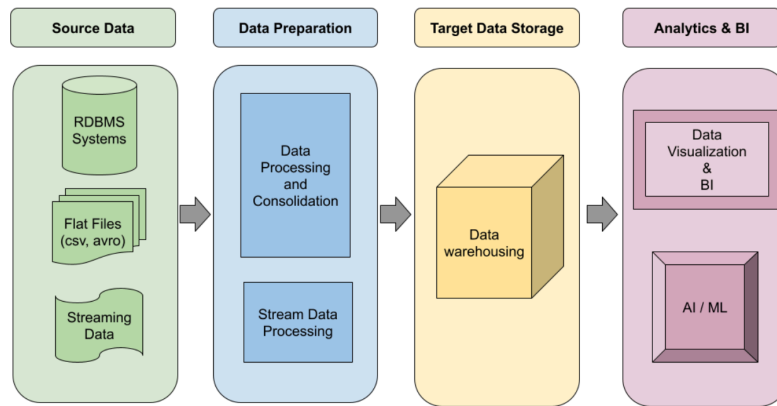 Source Data
Data Preparation
Target Data Storage
Analytics & BI
RDBMS
Systems
Flat Files
(csv, avro)
Streaming
Data
Data
Processing
and
Consolidation
Stream Data
Processing
Data
warehousing
Data
Visualization
&
BI
AI / ML